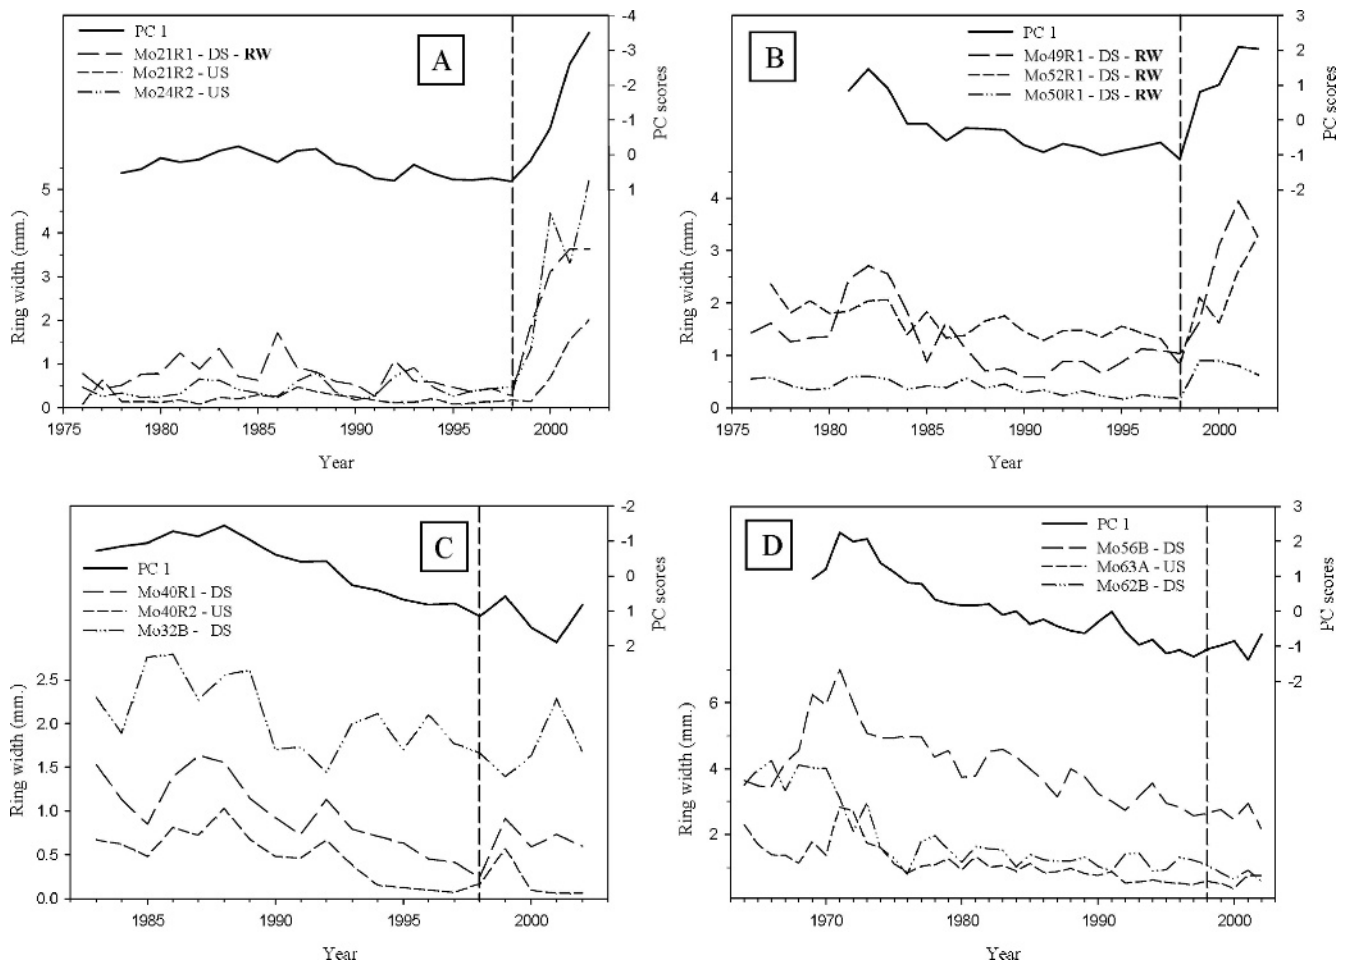 A
PC 1
Mo21R1 - DS - RW
Mo21R2 - US
Mo24R2 - US
-4
-3
-2
-1
0
1
PC scores
5
4
3
2
1
0
Ring width (mm.)
1975 1980 1985 1990 1995 2000
Year
B
PC 1
Mo49R1 - DS - RW
Mo52R1 - DS - RW
Mo50R1 - DS - RW
3
2
1
0
-1
-2
PC scores
4
3
2
1
0
Ring width (mm.)
1975 1980 1985 1990 1995 2000
Year
C
PC 1
Mo40R1 - DS
Mo40R2 - US
Mo32B - DS
-2
-1
0
1
2
PC scores
2.5
2.0
1.5
1.0
0.5
0.0
Ring width (mm.)
1985 1990 1995 2000
Year
D
PC 1
Mo56B - DS
Mo63A - US
Mo62B - DS
3
2
1
0
-1
-2
PC scores
6
4
2
Ring width (mm.)
1970 1980 1990 2000
Year